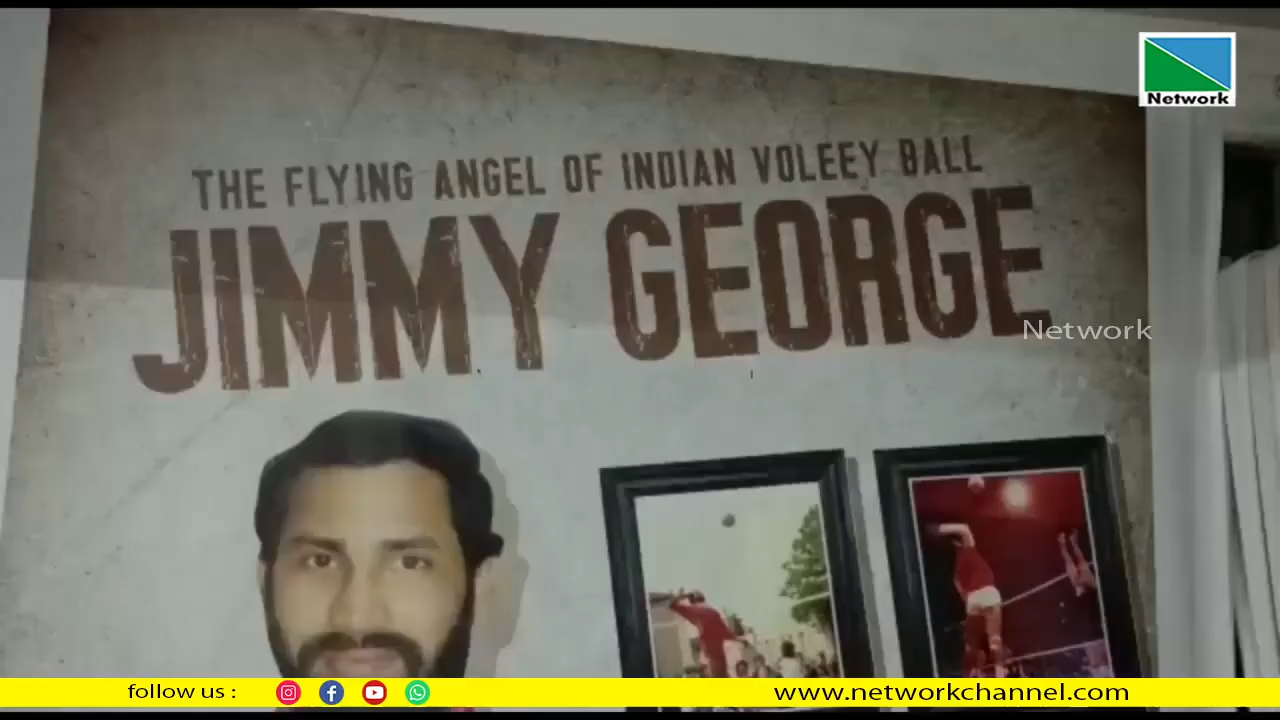 Network
THE FLYING ANGEL OF INDIAN VOLEEY BALL
JIMMY GEORGE
Network
follow us :
www.networkchannel.com